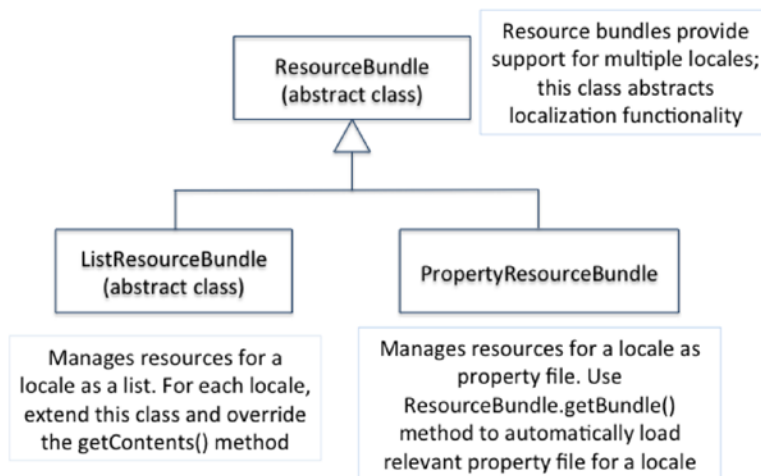 ResourceBundle
(abstract class)
Resource bundles provide
support for multiple locales;
this class abstracts
localization functionality
ListResourceBundle
(abstract class)
PropertyResourceBundle
Manages resources for a
locale as a list. For each locale,
extend this class and override
the getContents() method
Manages resources for a locale as
property file. Use
ResourceBundle.getBundle()
method to automatically load
relevant property file for a locale